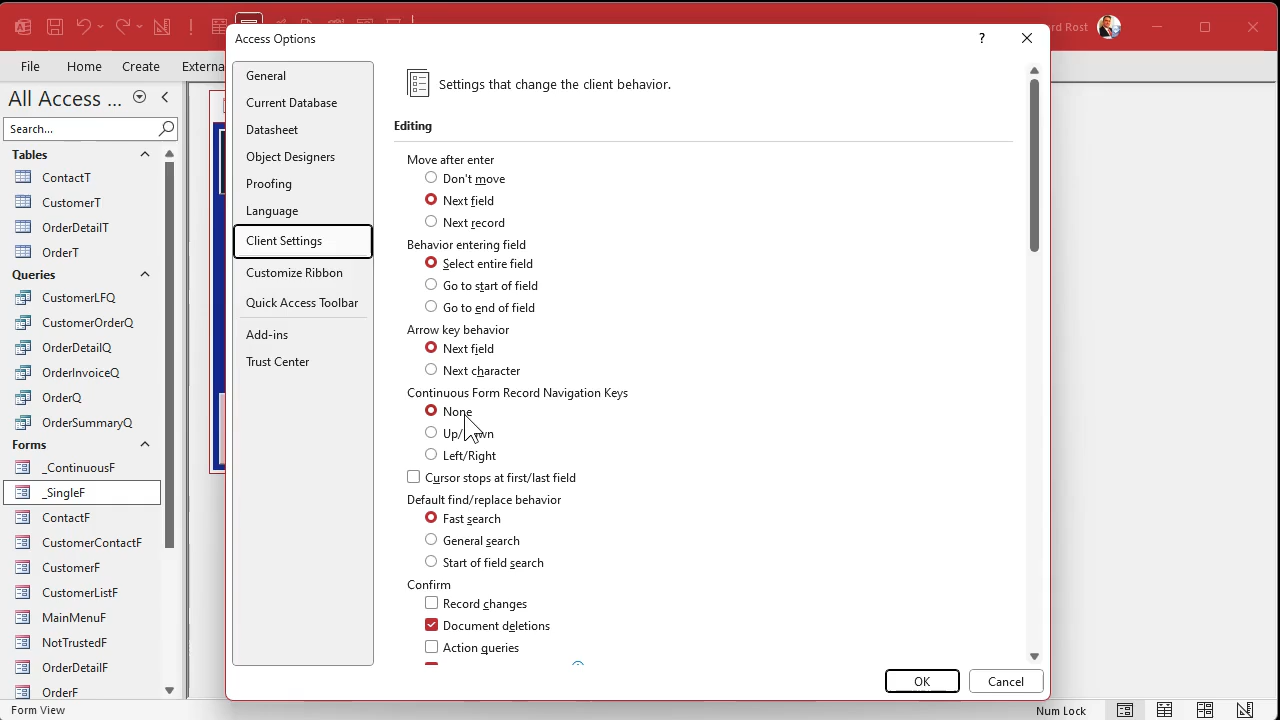 rd Rost
Access Options
?
File
Home
Create
Externa
All Access ...
Search...
Tables
ContactT
CustomerT
OrderDetailT
OrderT
Queries
CustomerLFQ
CustomerOrderQ
OrderDetailQ
OrderInvoiceQ
OrderQ
OrderSummaryQ
Forms
_ContinuousF
_SingleF
ContactF
CustomerContactF
CustomerF
CustomerListF
MainMenuF
NotTrustedF
OrderDetailF
OrderF
Form View
General
Current Database
Datasheet
Object Designers
Proofing
Language
Client Settings
Customize Ribbon
Quick Access Toolbar
Add-ins
Trust Center
Settings that change the client behavior.
Editing
Move after enter
Don't move
Next field
Next record
Behavior entering field
Select entire field
Go to start of field
Go to end of field
Arrow key behavior
Next field
Next character
Continuous Form Record Navigation Keys
None
Up/
wn
Left/Right
Cursor stops at first/last field
Default find/replace behavior
Fast search
General search
Start of field search
Confirm
Record changes
Document deletions
Action queries
OK
Cancel
Num Lock